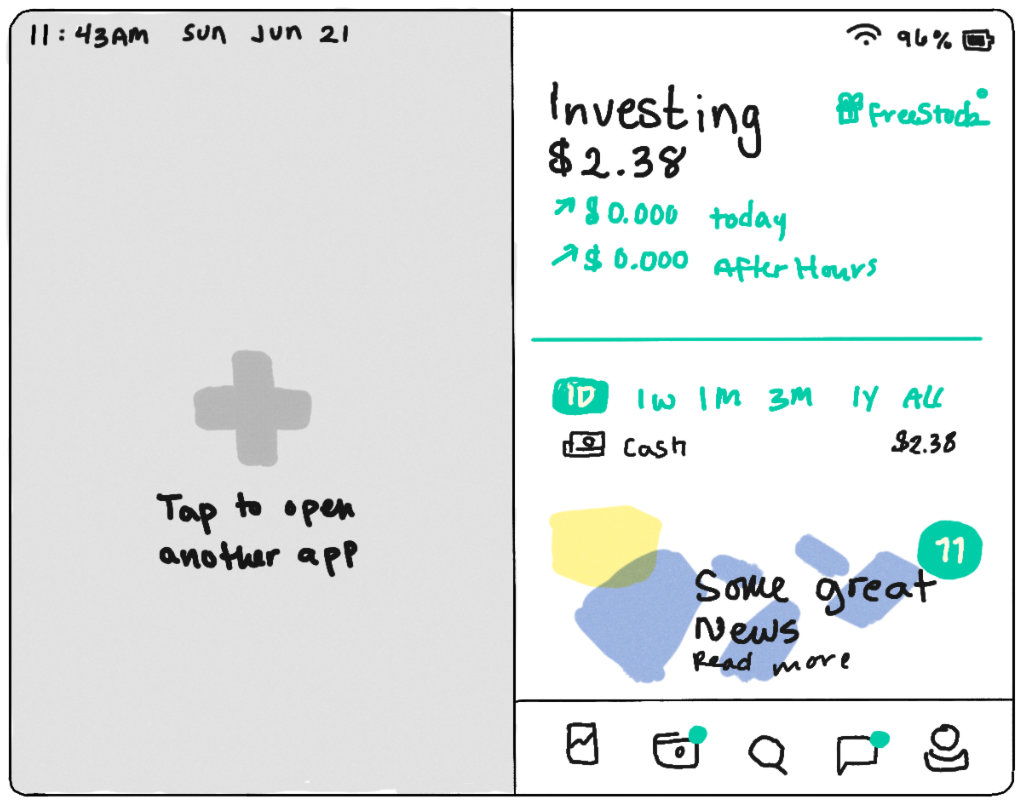 11:43AM Sun Jun 21
96%
Investing
$2.38
FreeStock
$0.000 today
$0.000 After Hours
1D 1W 1M 3M 1Y ALL
Cash $2.38
Tap to open
another app
11
Some great
News
Read more